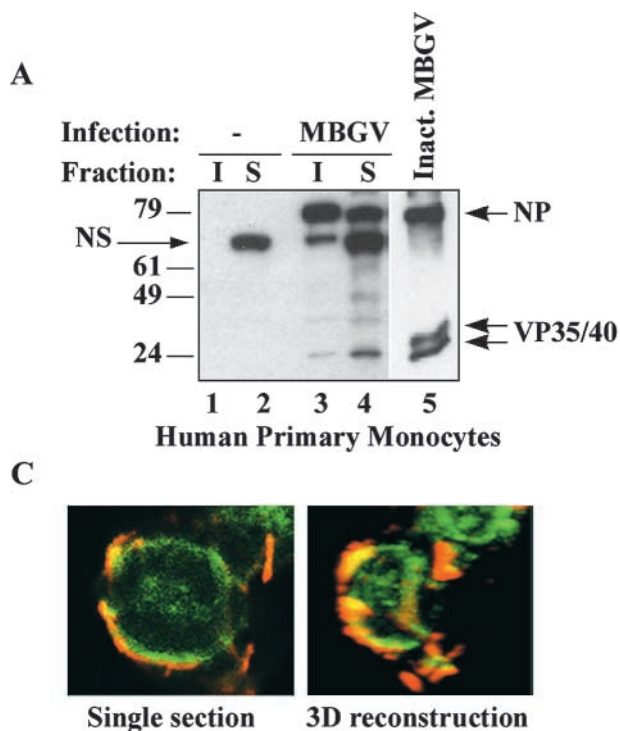 A
Infection: - MBGV Inact. MBGV
Fraction: I S I S
79 NP
NS
61
49
VP35/40
24
1 2 3 4 5
Human Primary Monocytes
C
Single section 3D reconstruction